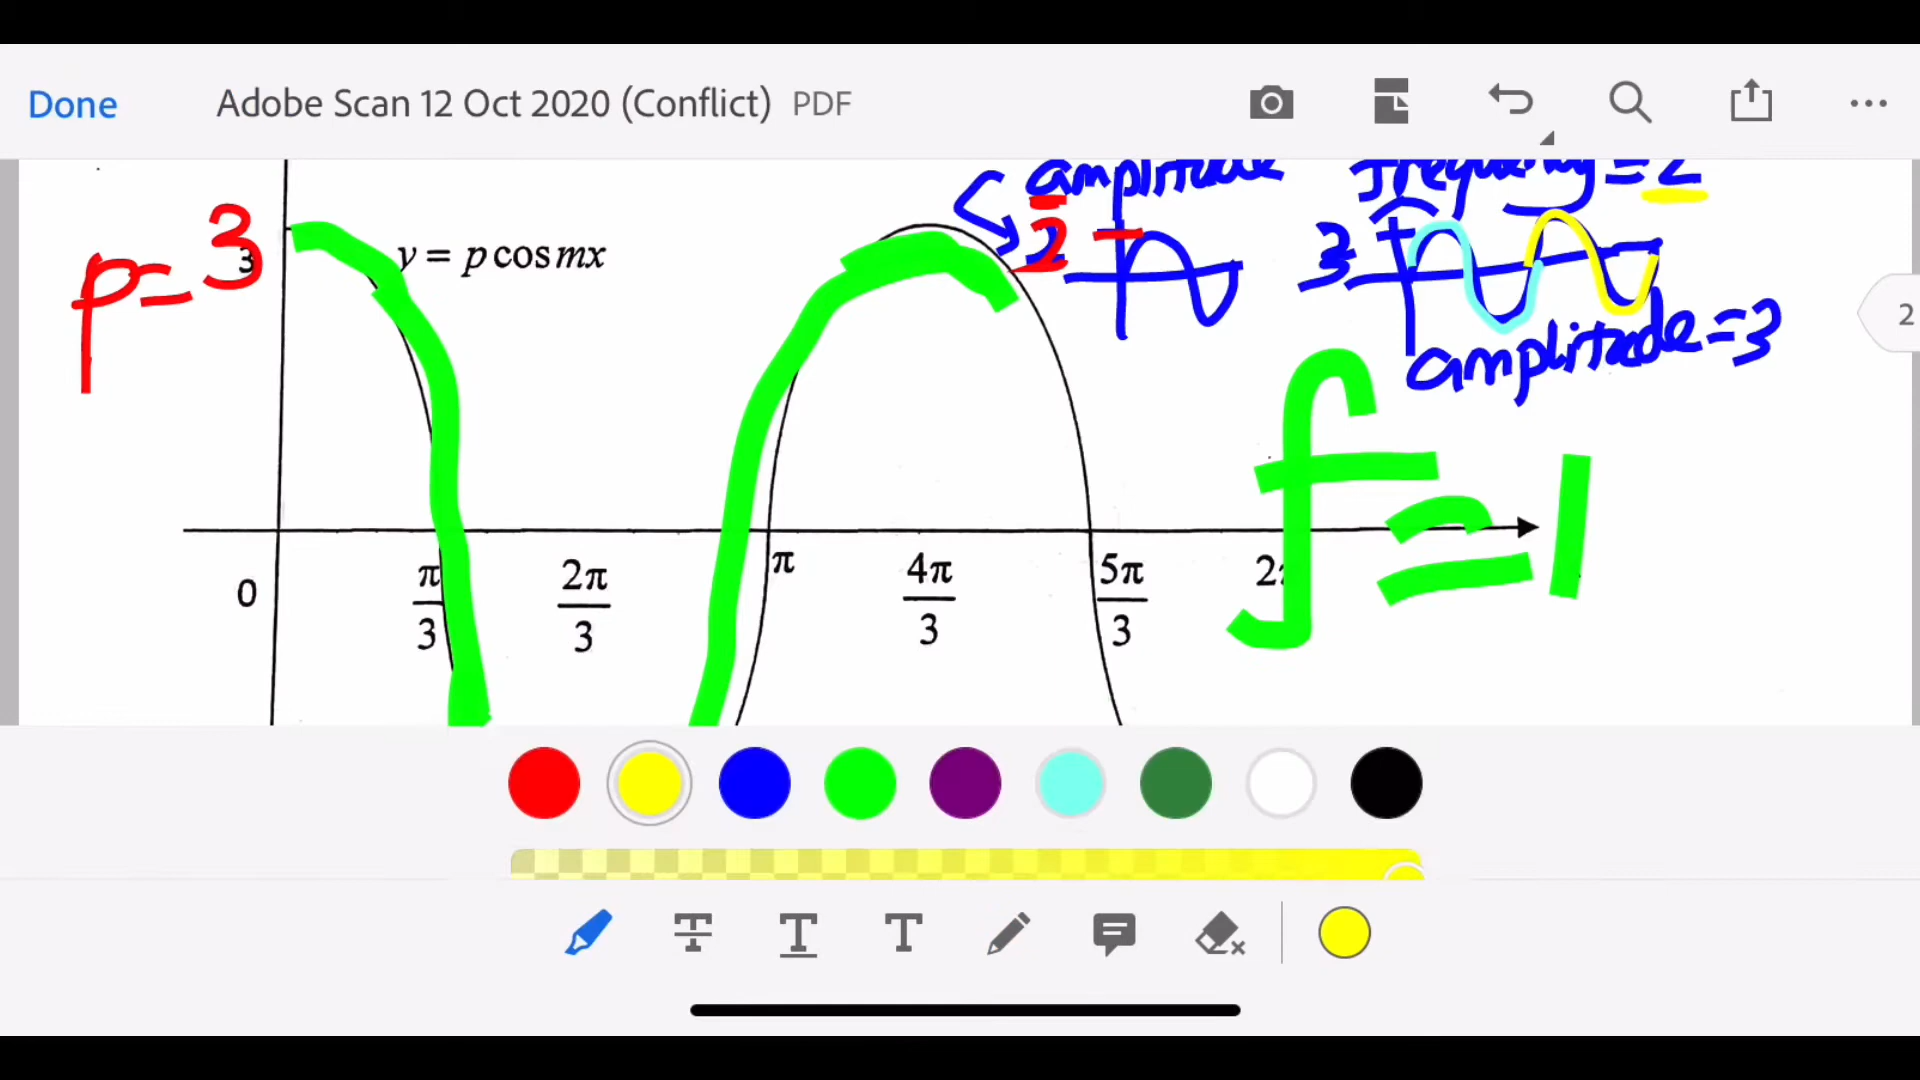 Done Adobe Scan 12 Oct 2020 (Conflict) PDF
amplitude frequency = 2
p = 3
3
y = p cos mx
2
3
2
amplitude = 3
f = 1
0
π/3 2π/3 π 4π/3 5π/3 2
T T T